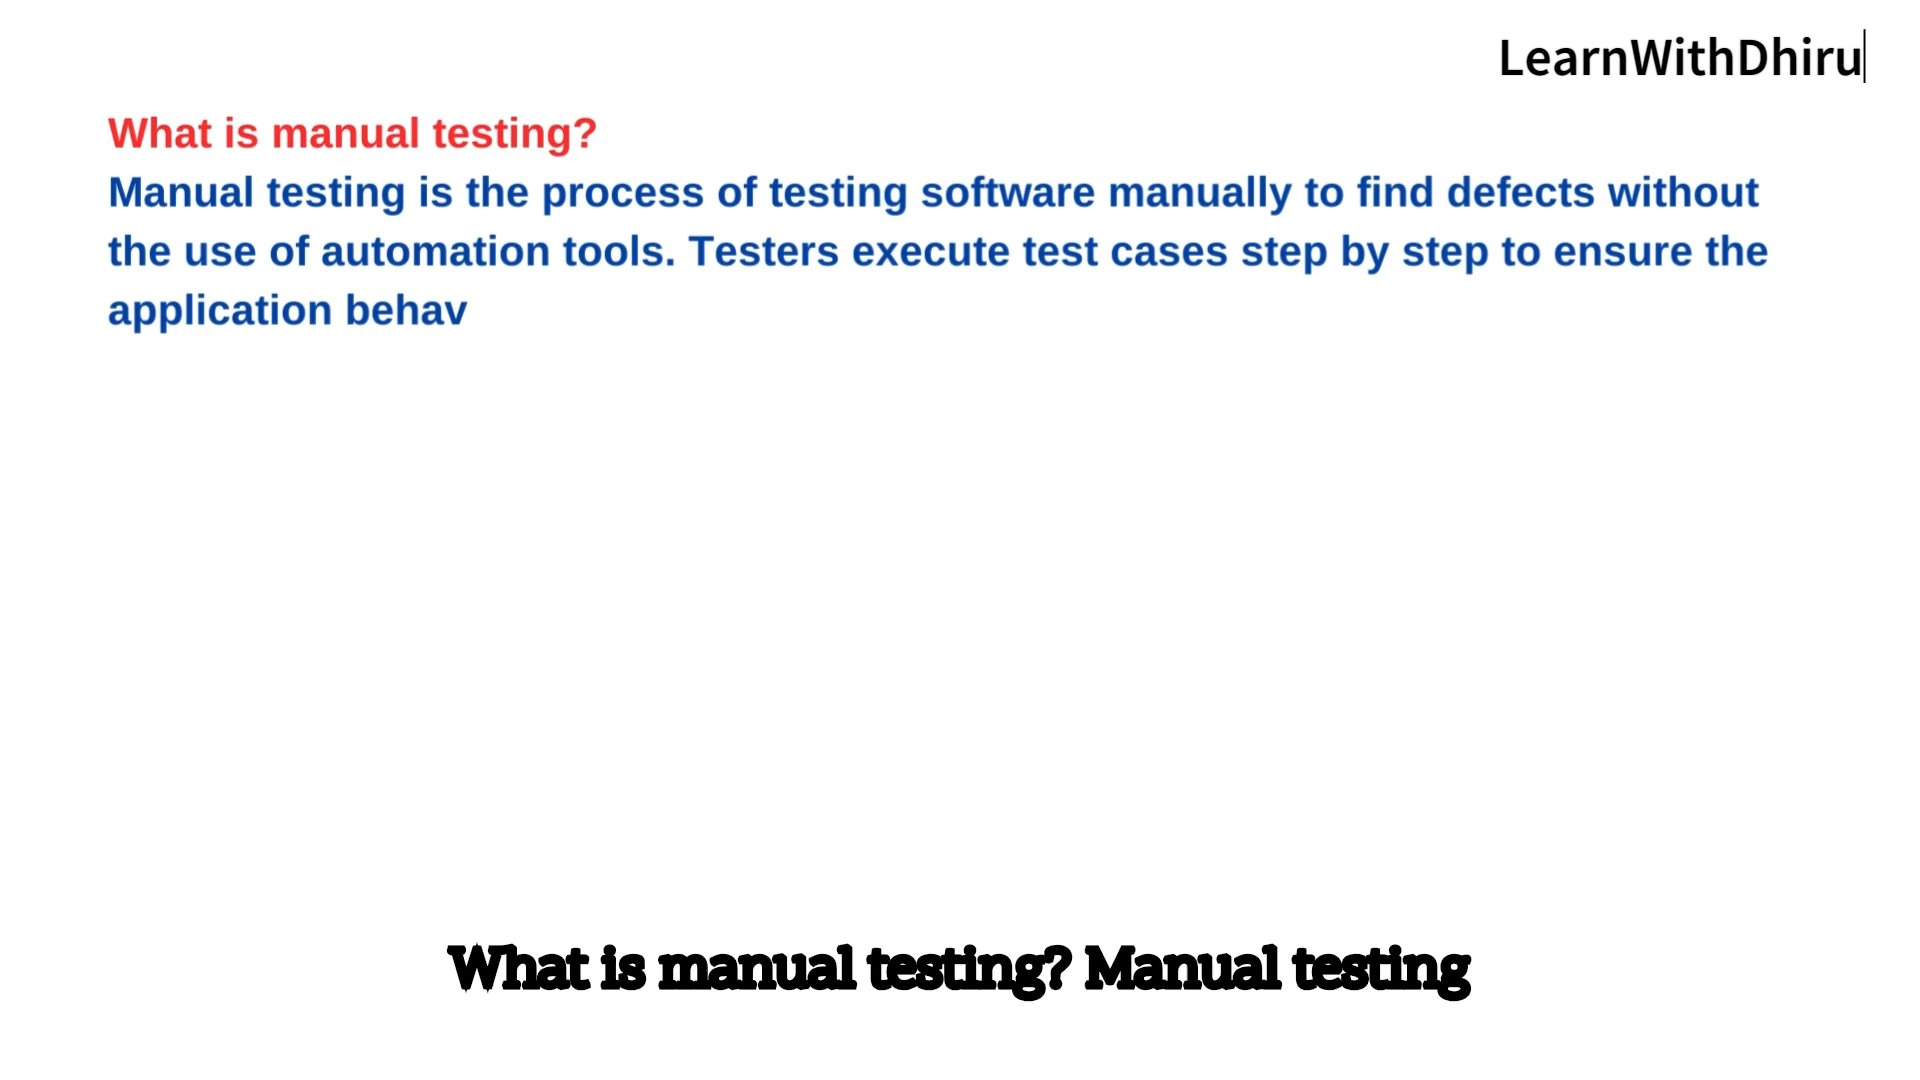 LearnWithDhiru
What is manual testing?
Manual testing is the process of testing software manually to find defects without
the use of automation tools. Testers execute test cases step by step to ensure the
application behav
What is manual testing? Manual testing